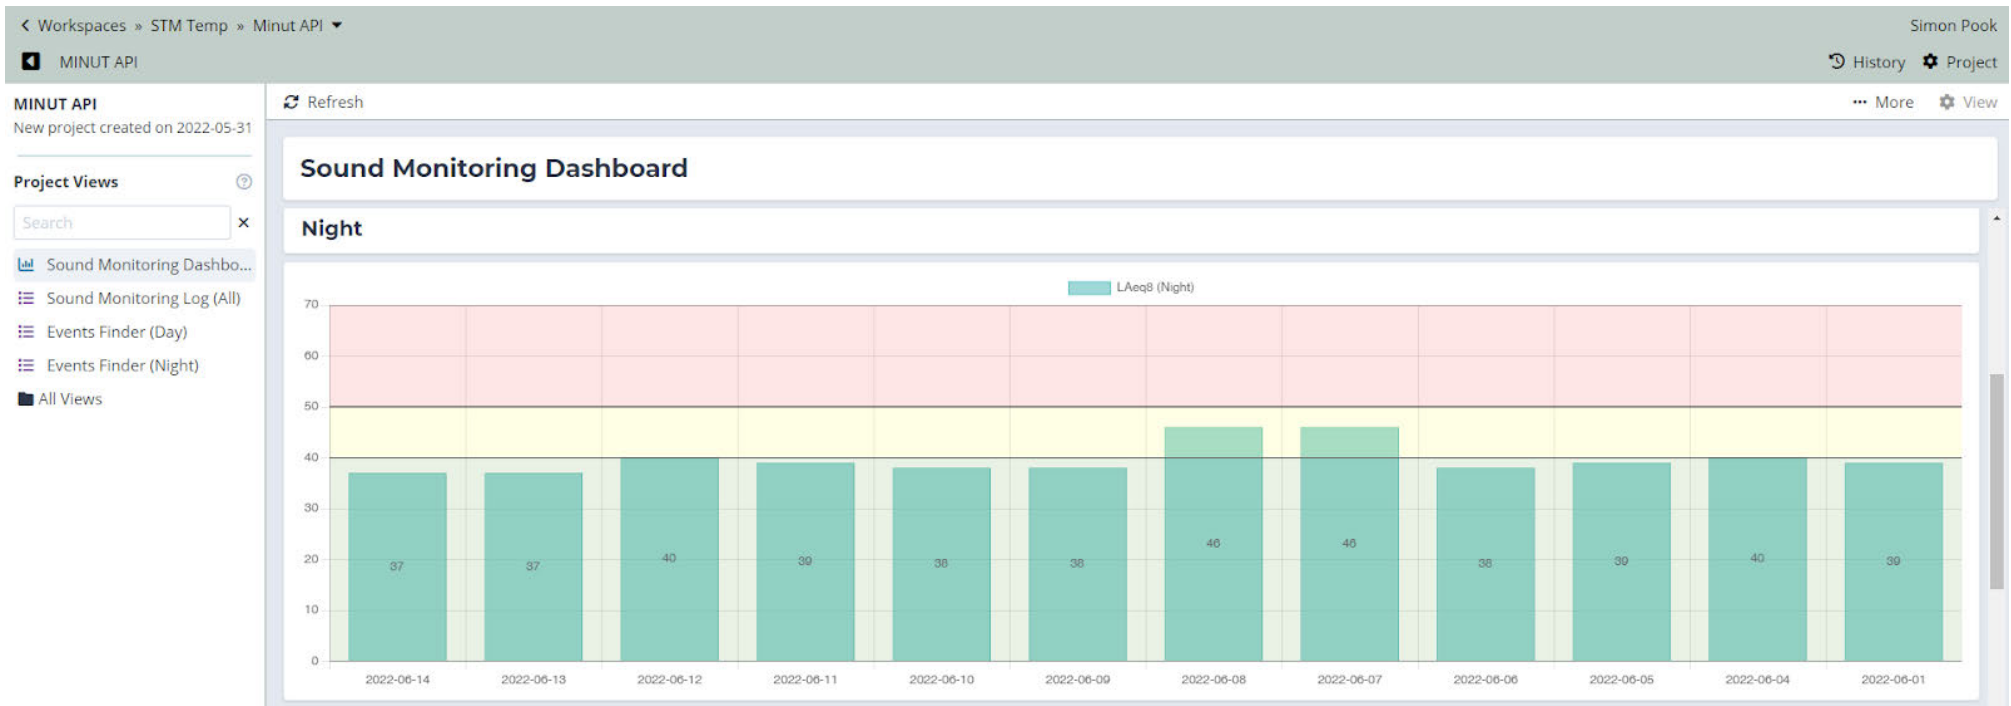 Workspaces » STM Temp » Minut API
Simon Pook
MINUT API
History Project
MINUT API
New project created on 2022-05-31
Refresh
More View
Project Views
Search
Sound Monitoring Dashbo...
Sound Monitoring Log (All)
Events Finder (Day)
Events Finder (Night)
All Views
Sound Monitoring Dashboard
Night
LAeq8 (Night)
70
60
50
40
30
20
10
0
37 37 40 39 38 38 46 46 38 39 40 39
2022-06-14 2022-06-13 2022-06-12 2022-06-11 2022-06-10 2022-06-09 2022-06-08 2022-06-07 2022-06-06 2022-06-05 2022-06-04 2022-06-01